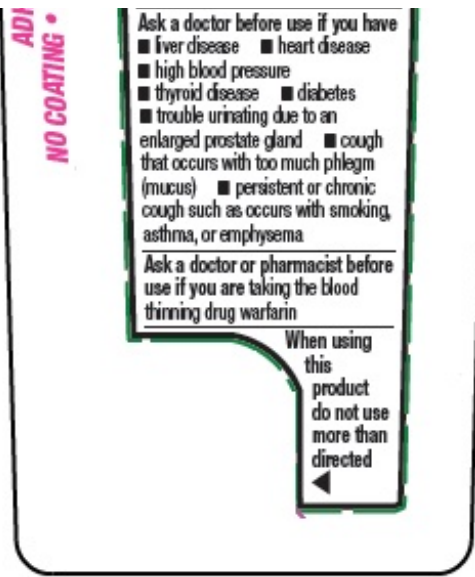 Ask a doctor before use if you have
■ liver disease ■ heart disease
■ high blood pressure
■ thyroid disease ■ diabetes
■ trouble urinating due to an
enlarged prostate gland ■ cough
that occurs with too much phlegm
(mucus) ■ persistent or chronic
cough such as occurs with smoking,
asthma, or emphysema
Ask a doctor or pharmacist before
use if you are taking the blood
thinning drug warfarin
When using
this
product
do not use
more than
directed
◀
NO COATING •